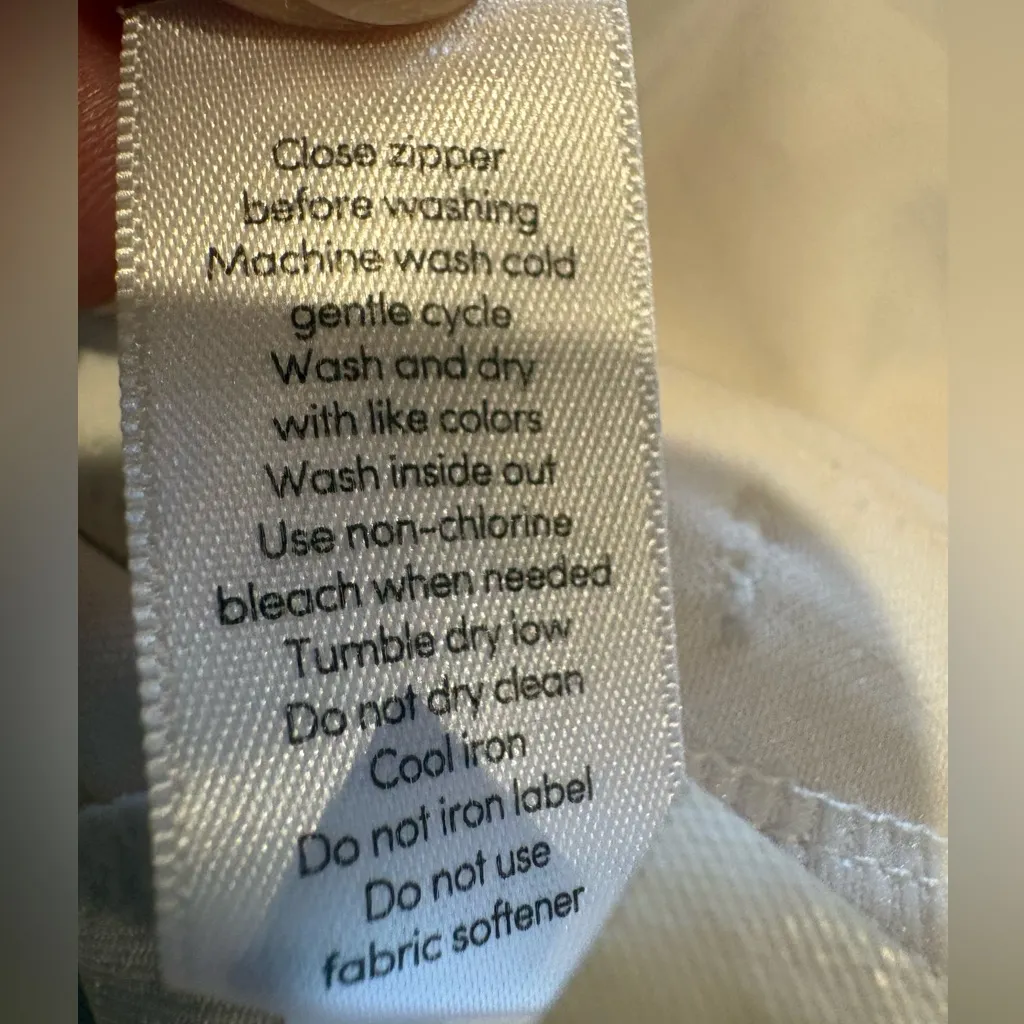 Close zipper
before washing
Machine wash cold
gentle cycle
Wash and dry
with like colors
Wash inside out
Use non-chlorine
bleach when needed
Tumble dry low
Do not dry clean
Cool iron
Do not iron label
Do not use
fabric softener